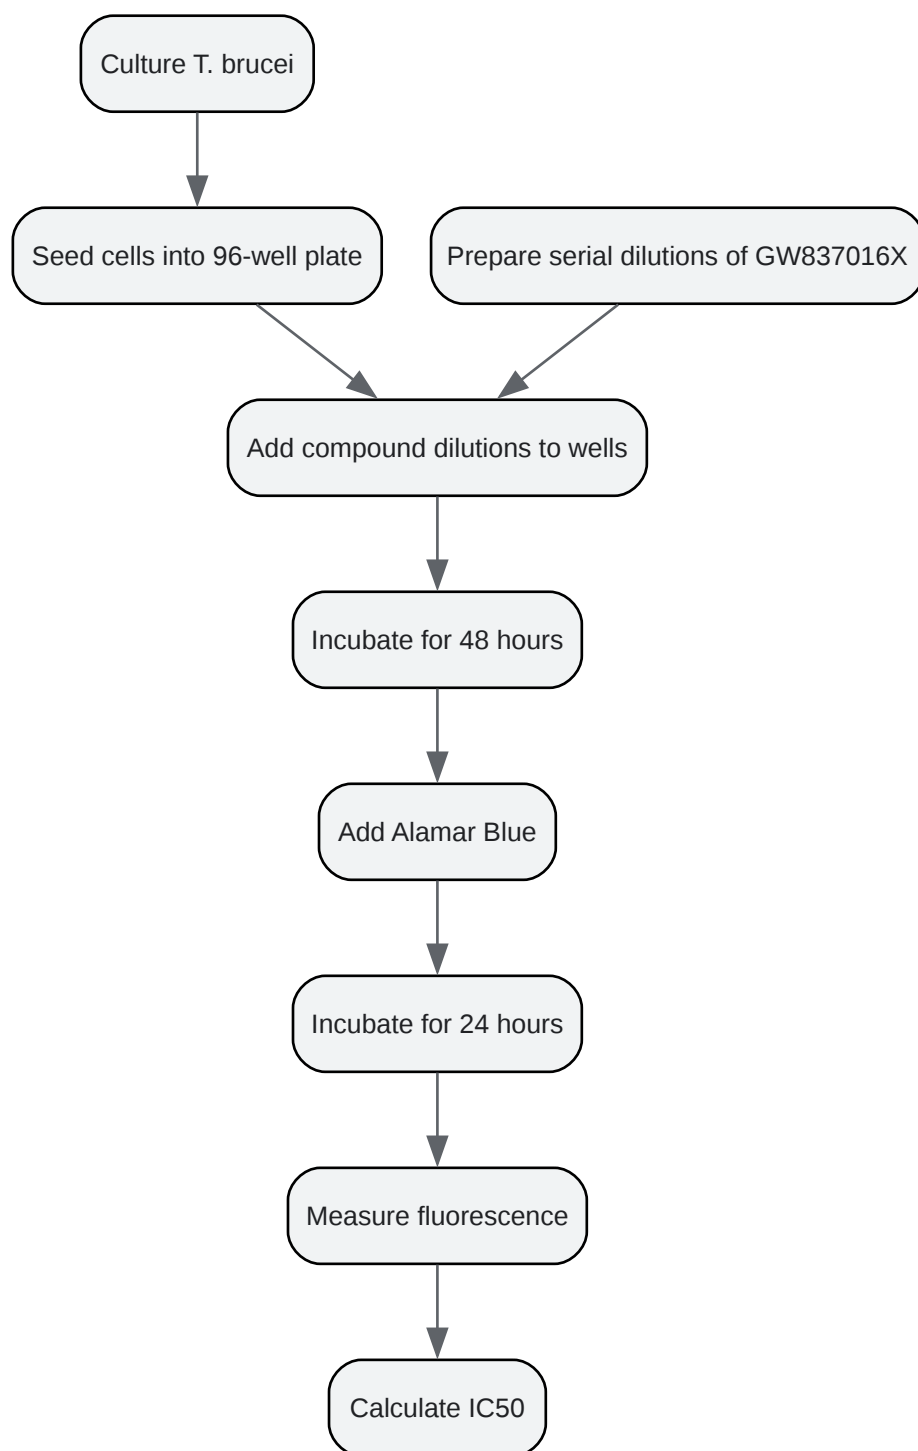 Culture T. brucei
Seed cells into 96-well plate
Prepare serial dilutions of GW837016X
Add compound dilutions to wells
Incubate for 48 hours
Add Alamar Blue
Incubate for 24 hours
Measure fluorescence
Calculate IC50